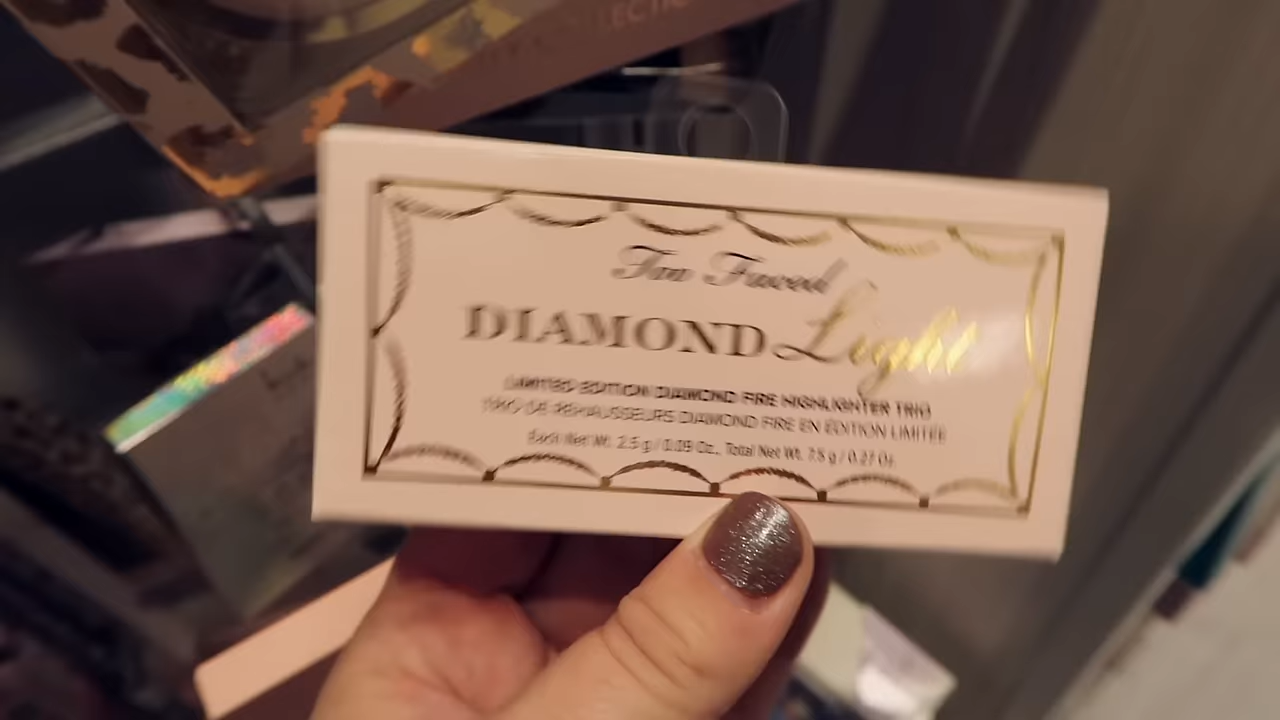 Too Faced
DIAMOND Light
LIMITED EDITION DIAMOND FIRE HIGHLIGHTER TRIO
TRIO DE REHAUSSEURS DIAMOND FIRE EN ÉDITION LIMITÉE
Each Net Wt. 2.5 g / 0.09 Oz., Total Net Wt. 7.5 g / 0.27 Oz.